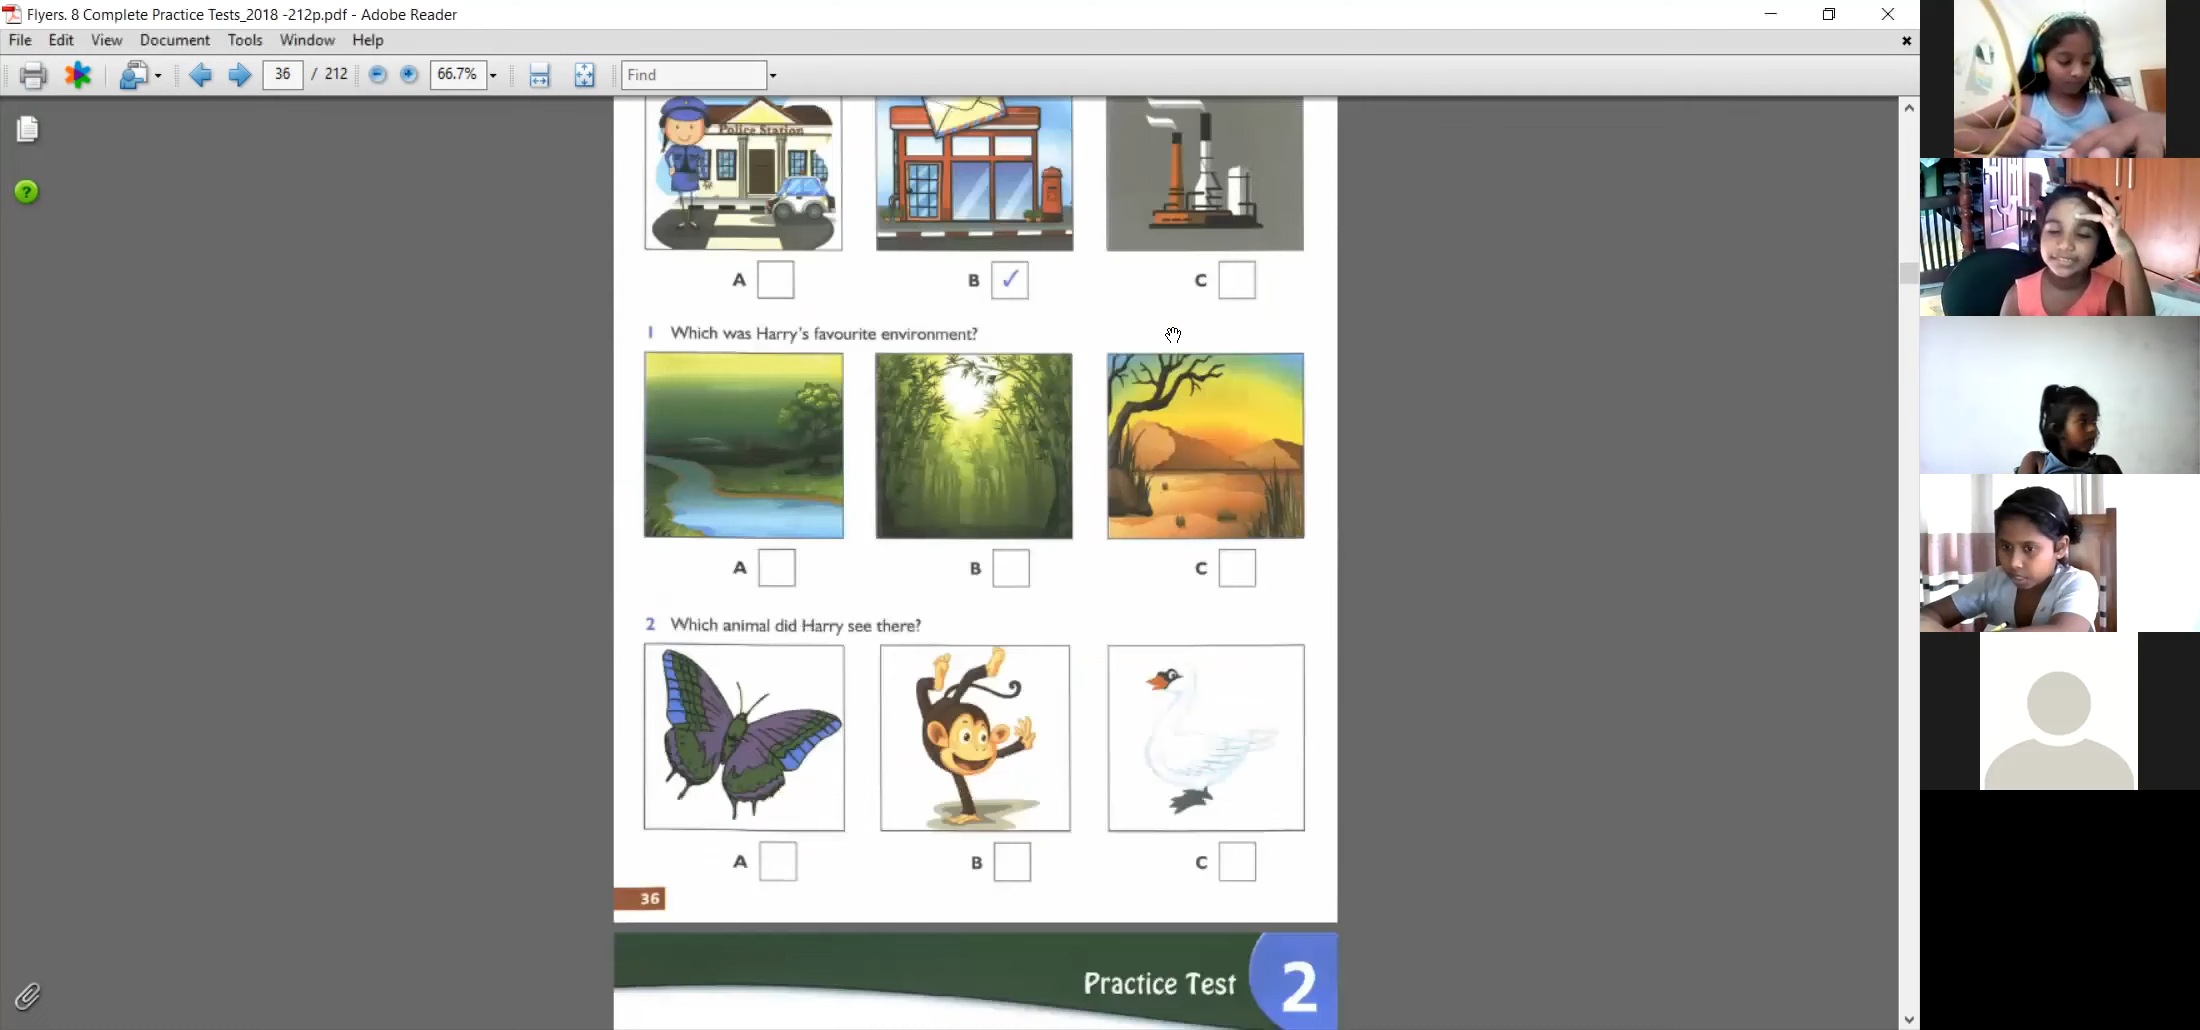 Flyers. 8 Complete Practice Tests_2018 -212p.pdf - Adobe Reader
File Edit View Document Tools Window Help
36 / 212 66.7% Find
Police Station
A B ✓ C
1 Which was Harry's favourite environment?
A B C
2 Which animal did Harry see there?
A B C
36
Practice Test 2